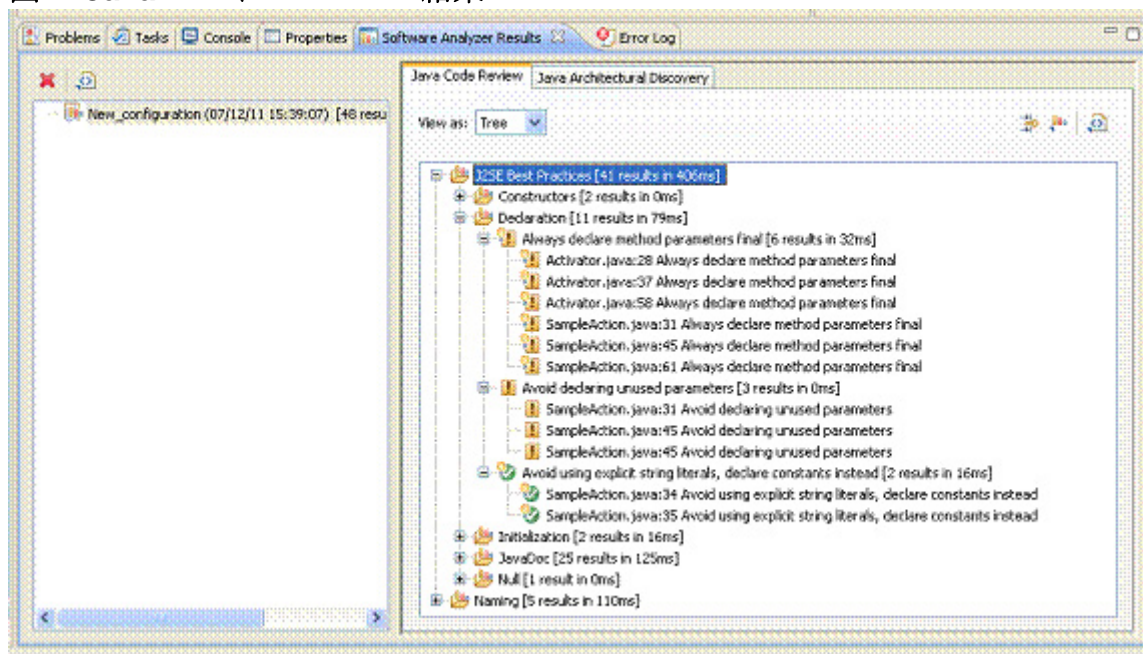 Problems Tasks Console Properties Software Analyzer Results Error Log
New_configuration (07/12/11 15:39:07) [48 resu
Java Code Review Java Architectural Discovery
View as: Tree
J2SE Best Practices [41 results in 406ms]
Constructors [2 results in 0ms]
Declaration [11 results in 79ms]
Always declare method parameters final [6 results in 32ms]
Activator.java:28 Always declare method parameters final
Activator.java:37 Always declare method parameters final
Activator.java:58 Always declare method parameters final
SampleAction.java:31 Always declare method parameters final
SampleAction.java:45 Always declare method parameters final
SampleAction.java:61 Always declare method parameters final
Avoid declaring unused parameters [3 results in 0ms]
SampleAction.java:31 Avoid declaring unused parameters
SampleAction.java:45 Avoid declaring unused parameters
SampleAction.java:45 Avoid declaring unused parameters
Avoid using explicit string literals, declare constants instead [2 results in 16ms]
SampleAction.java:34 Avoid using explicit string literals, declare constants instead
SampleAction.java:35 Avoid using explicit string literals, declare constants instead
Initialization [2 results in 16ms]
JavaDoc [25 results in 125ms]
Null [1 result in 0ms]
Naming [5 results in 110ms]